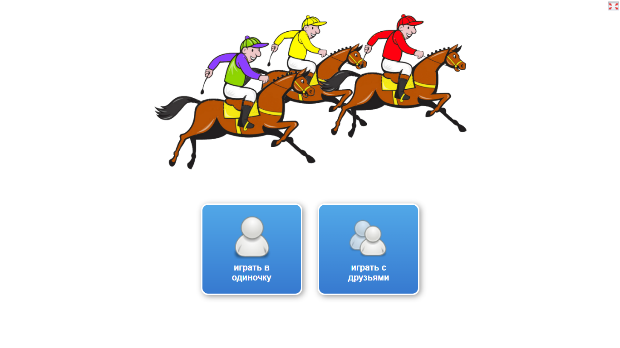 играть в
одиночку
играть с
друзьями